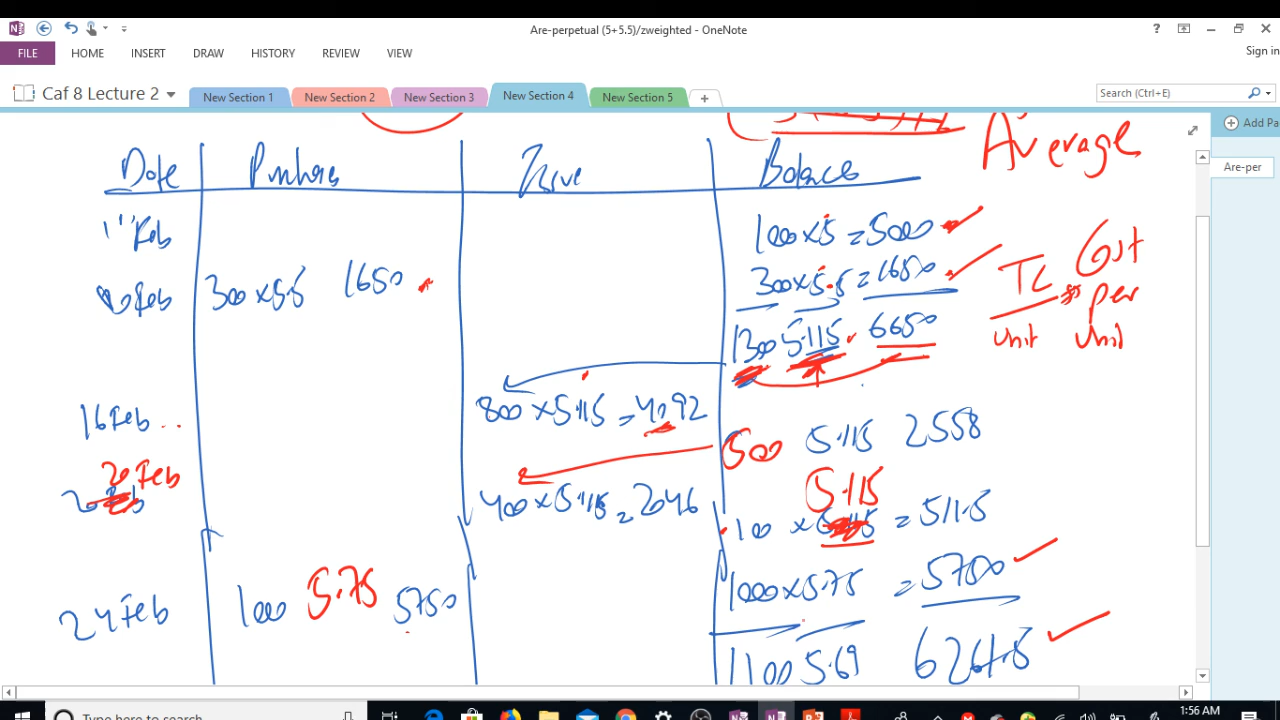 Are-perpetual (5+5.5)/zweighted - OneNote
Sign in
FILE HOME INSERT DRAW HISTORY REVIEW VIEW
Caf 8 Lecture 2 New Section 1 New Section 2 New Section 3 New Section 4 New Section 5
Search (Ctrl+E)
Add Pa
Are-per
Average
Date Issue Balance
Feb 1000×5 =5000
Feb 300×5.5 1650 300×5.5=1650
1300 5.115 6650
TC Cost
unit per
unit
16 Feb 800×5.115=4092 500 5.115 2558
20 Feb 400×5.115=2046 5.115
100× =511.5
24 Feb 1000 5.75 5750 1000×5.75 =5750
1100 5.69 6261.5
Type here to search
1:56 AM